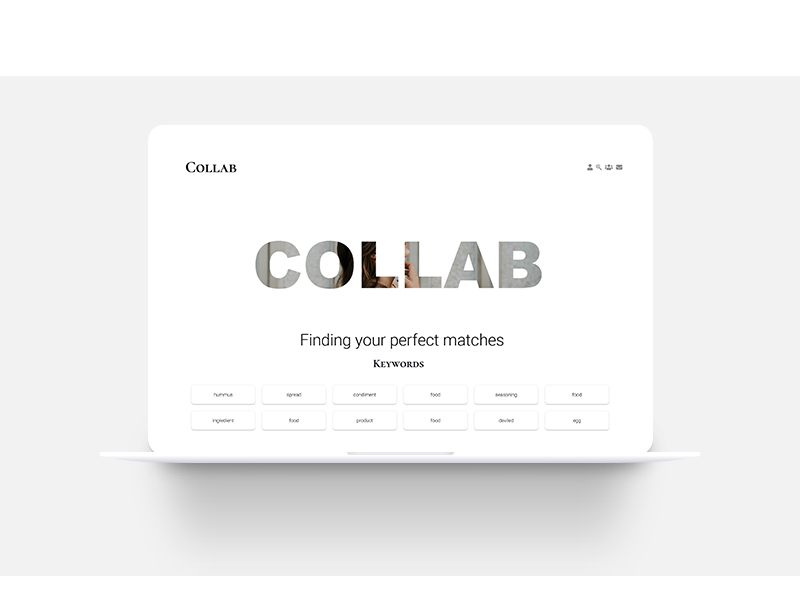 COLLAB
COLLAB
Finding your perfect matches
KEYWORDS
hummus spread condiment food seasoning food
ingredient food product food deviled egg